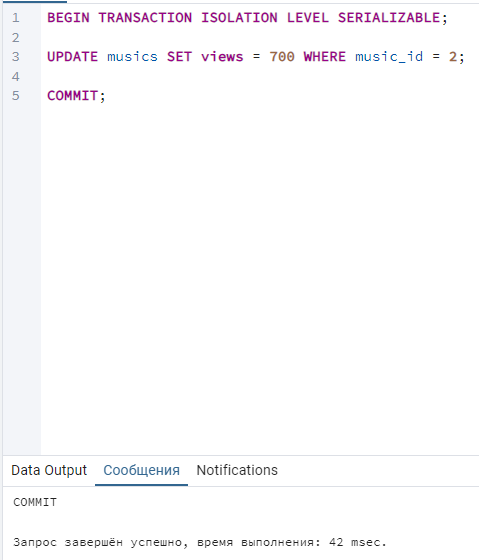 1 BEGIN TRANSACTION ISOLATION LEVEL SERIALIZABLE;
2
3 UPDATE musics SET views = 700 WHERE music_id = 2;
4
5 COMMIT;
Data Output Сообщения Notifications
COMMIT
Запрос завершён успешно, время выполнения: 42 msec.